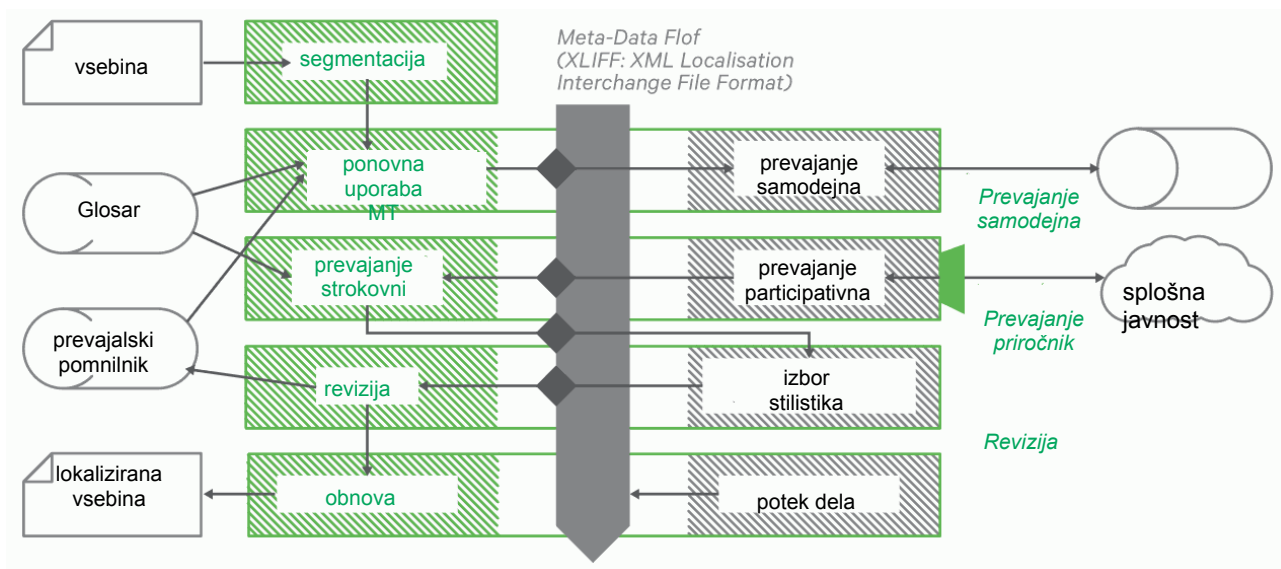 vsebina
segmentacija
Meta-Data Flof
(XLIFF: XML Localisation
Interchange File Format)
ponovna
uporaba
MT
prevajanje
samodejna
Prevajanje
samodejna
Glosar
prevajanje
strokovni
prevajanje
participativna
splošna
javnost
Prevajanje
priročnik
prevajalski
pomnilnik
revizija
izbor
stilistika
Revizija
lokalizirana
vsebina
obnova
potek dela